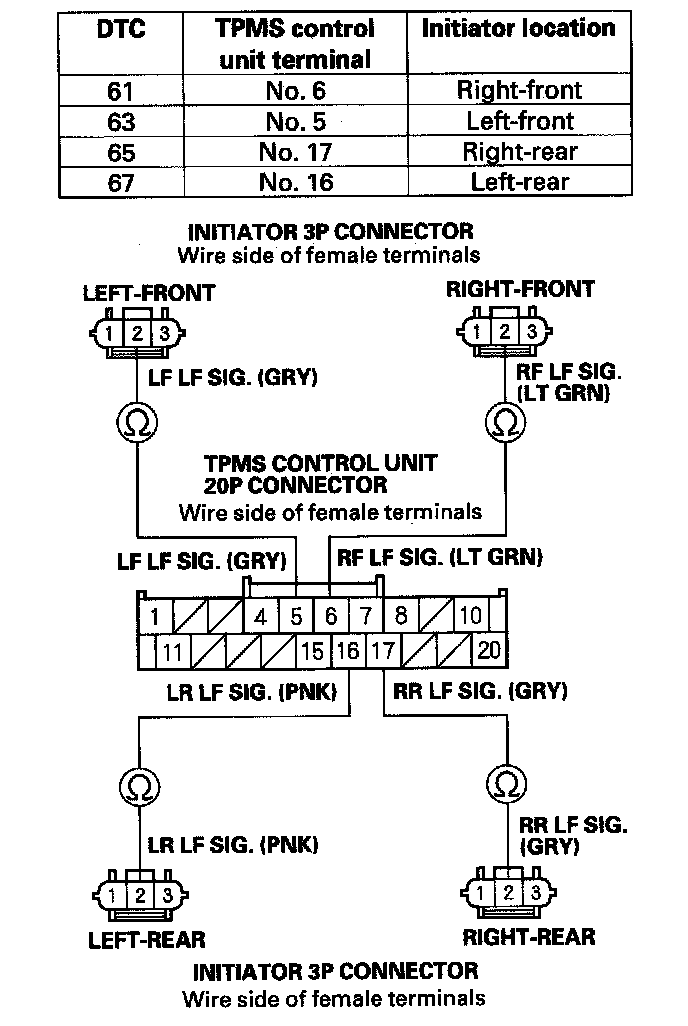 DTC TPMS control unit terminal Initiator location
61 No. 6 Right-front
63 No. 5 Left-front
65 No. 17 Right-rear
67 No. 16 Left-rear
INITIATOR 3P CONNECTOR
Wire side of female terminals
LEFT-FRONT
RIGHT-FRONT
1 2 3
1 2 3
LF LF SIG. (GRY)
RF LF SIG.
(LT GRN)
Ω
Ω
TPMS CONTROL UNIT
20P CONNECTOR
Wire side of female terminals
LF LF SIG. (GRY)
RF LF SIG. (LT GRN)
1 4 5 6 7 8 10
11 15 16 17 20
LR LF SIG. (PNK)
RR LF SIG. (GRY)
Ω
Ω
LR LF SIG. (PNK)
RR LF SIG.
(GRY)
1 2 3
1 2 3
LEFT-REAR
RIGHT-REAR
INITIATOR 3P CONNECTOR
Wire side of female terminals